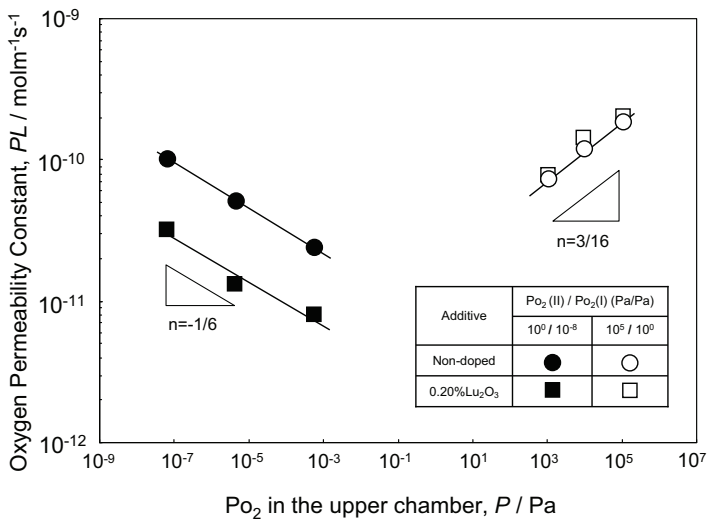 Oxygen Permeability Constant, PL / molm⁻¹s⁻¹
10⁻⁹
10⁻¹⁰
10⁻¹¹
10⁻¹²
n=3/16
n=-1/6
Additive
Po₂ (II) / Po₂(I) (Pa/Pa)
10⁰ / 10⁻⁸ 10⁵ / 10⁰
Non-doped
0.20%Lu₂O₃
10⁻⁹ 10⁻⁷ 10⁻⁵ 10⁻³ 10⁻¹ 10¹ 10³ 10⁵ 10⁷
Po₂ in the upper chamber, P / Pa